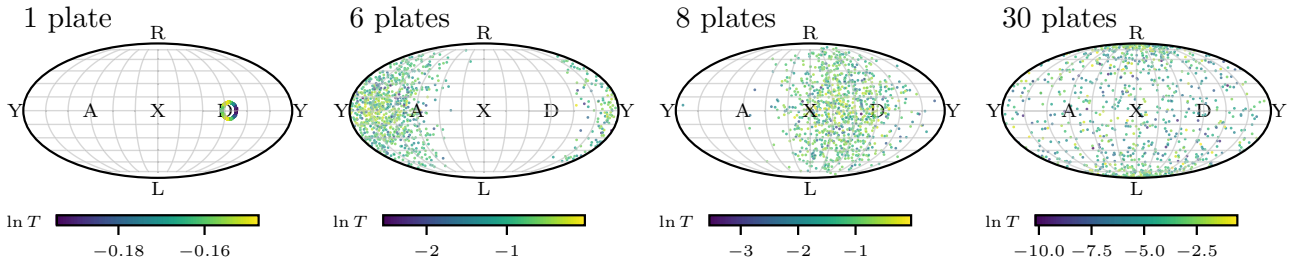 1 plate
6 plates
8 plates
30 plates
R
R
R
R
Y A X D Y
Y A X D Y
A X D
Y A X D Y
L
L
L
L
ln T
ln T
ln T
ln T
−0.18 −0.16
−2 −1
−3 −2 −1
−10.0 −7.5 −5.0 −2.5